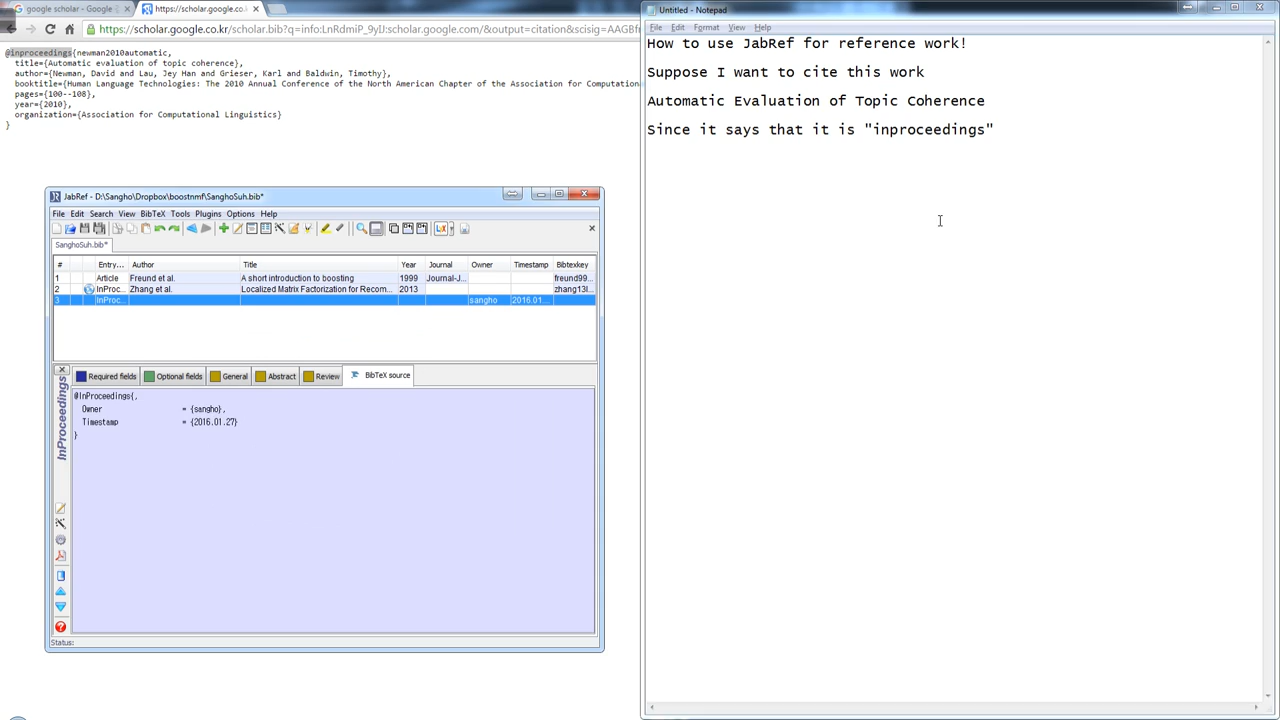 google scholar - Google
https://scholar.google.co.
https://scholar.google.co.kr/scholar.bib?q=info:LnRdmiP_9yIJ:scholar.google.com/&output=citation&scisig=AAGBf
@inproceedings{newman2010automatic,
title={Automatic evaluation of topic coherence},
author={Newman, David and Lau, Jey Han and Grieser, Karl and Baldwin, Timothy},
booktitle={Human Language Technologies: The 2010 Annual Conference of the North American Chapter of the Association for Computation
pages={100--108},
year={2010},
organization={Association for Computational Linguistics}
}
Untitled - Notepad
File Edit Format View Help
How to use JabRef for reference work!
Suppose I want to cite this work
Automatic Evaluation of Topic Coherence
Since it says that it is "inproceedings"
JabRef - D:\Sangho\Dropbox\boostnmf\SanghoSuh.bib*
File Edit Search View BibTeX Tools Plugins Options Help
SanghoSuh.bib*
# Entry... Author Title Year Journal Owner Timestamp Bibtexkey
1 Article Freund et al. A short introduction to boosting 1999 Journal-J... freund99...
2 InProc... Zhang et al. Localized Matrix Factorization for Recom... 2013 zhang13l...
3 InProc... sangho 2016.01...
Required fields Optional fields General Abstract Review BibTeX source
InProceedings
@InProceedings{,
Owner = {sangho},
Timestamp = {2016.01.27}
}
Status: